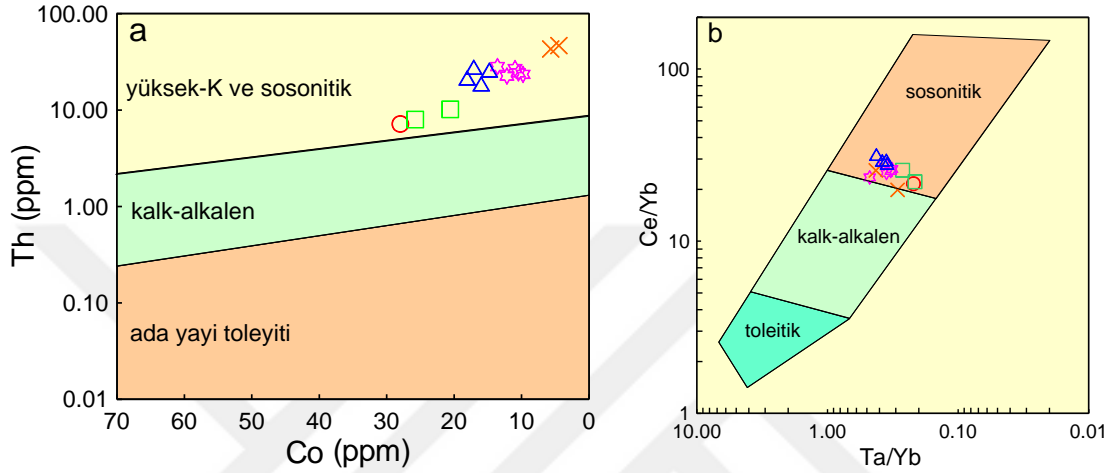 a
100.00
10.00
1.00
0.10
0.01
Th (ppm)
yüksek-K ve sosonitik
kalk-alkalen
ada yayi toleyiti
70
60
50
40
30
20
10
0
Co (ppm)
b
100
10
1
Ce/Yb
sosonitik
kalk-alkalen
toleitik
10.00
1.00
0.10
0.01
Ta/Yb